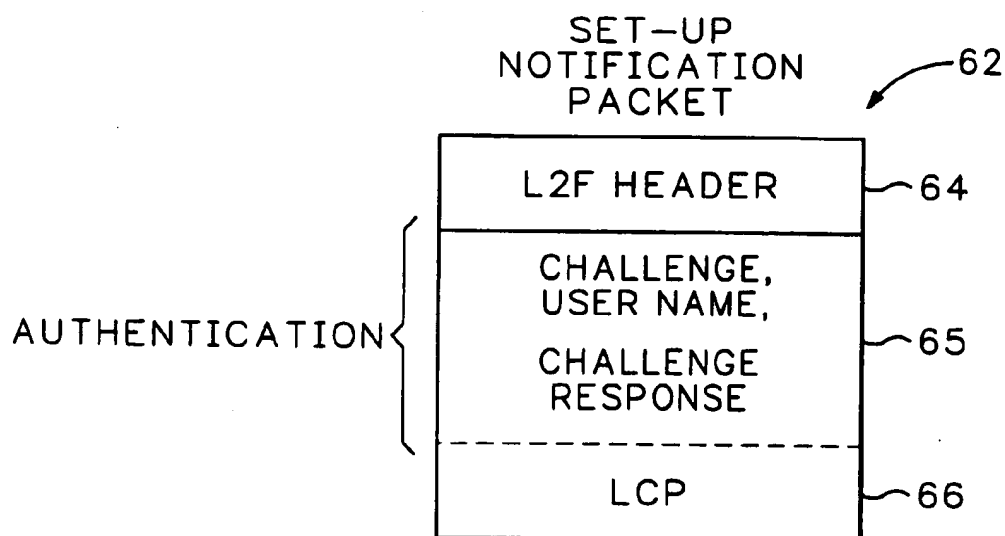 SET-UP
NOTIFICATION
PACKET
62
L2F HEADER
64
CHALLENGE,
USER NAME,
AUTHENTICATION
65
CHALLENGE
RESPONSE
LCP
66